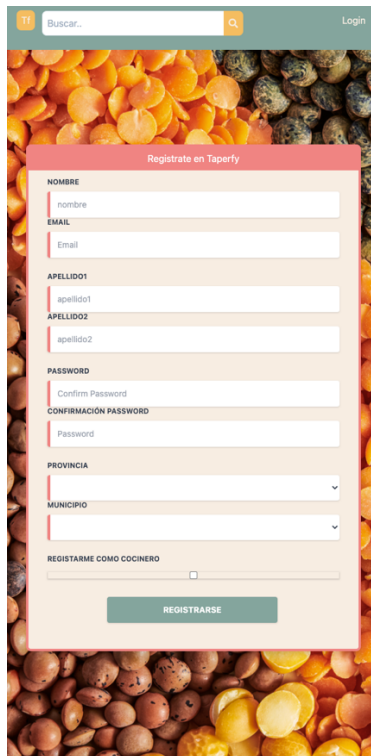 Tf
Buscar..
Login
Registrate en Taperfy
NOMBRE
nombre
EMAIL
Email
APELLIDO1
apellido1
APELLIDO2
apellido2
PASSWORD
Confirm Password
CONFIRMACIÓN PASSWORD
Password
PROVINCIA
MUNICIPIO
REGISTARME COMO COCINERO
REGISTRARSE